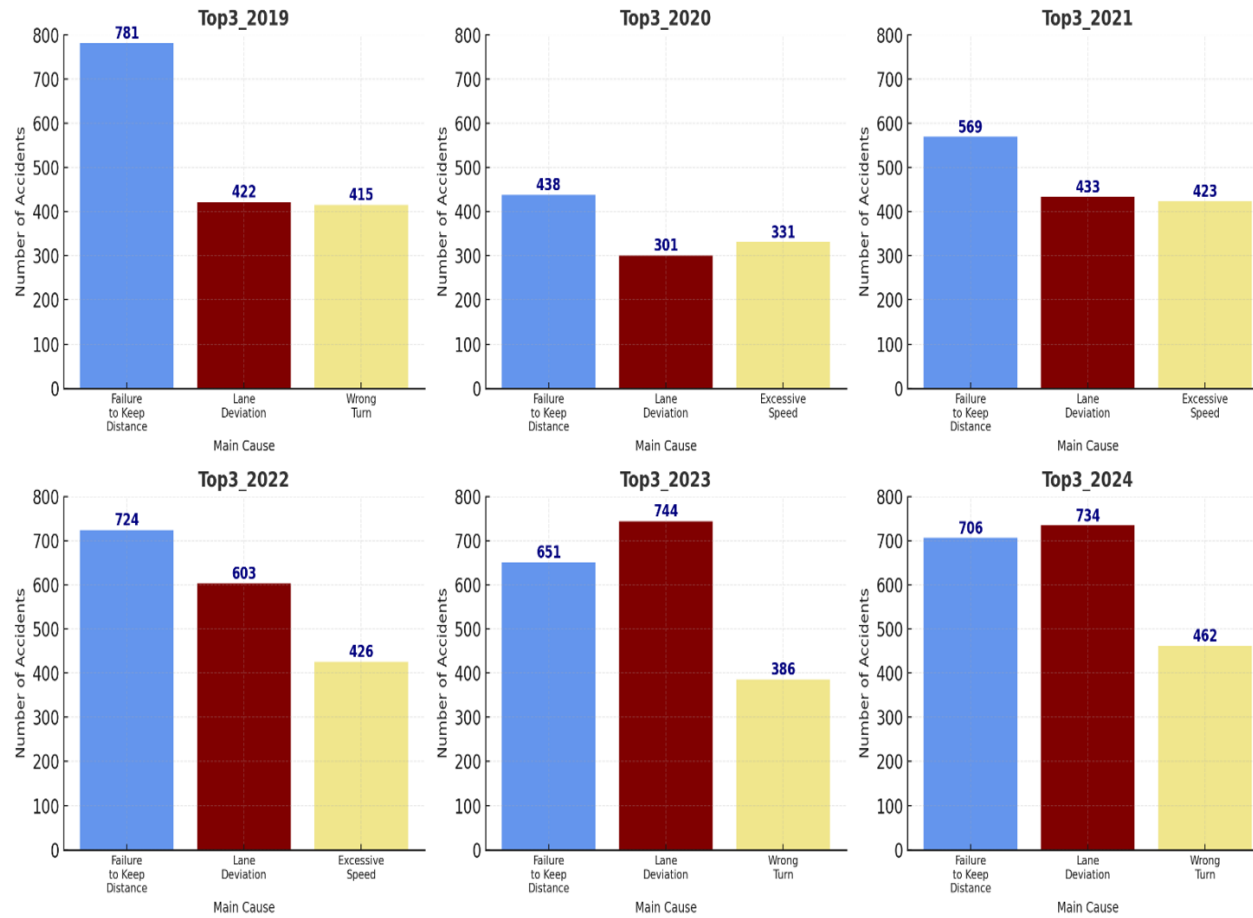 Top3_2019
Number of Accidents
800
700
600
500
400
300
200
100
0
781
422
415
Failure
to Keep
Distance
Lane
Deviation
Wrong
Turn
Main Cause
Top3_2020
Number of Accidents
800
700
600
500
400
300
200
100
0
438
301
331
Failure
to Keep
Distance
Lane
Deviation
Excessive
Speed
Main Cause
Top3_2021
Number of Accidents
800
700
600
500
400
300
200
100
0
569
433
423
Failure
to Keep
Distance
Lane
Deviation
Excessive
Speed
Main Cause
Top3_2022
Number of Accidents
800
700
600
500
400
300
200
100
0
724
603
426
Failure
to Keep
Distance
Lane
Deviation
Excessive
Speed
Main Cause
Top3_2023
Number of Accidents
800
700
600
500
400
300
200
100
0
651
744
386
Failure
to Keep
Distance
Lane
Deviation
Wrong
Turn
Main Cause
Top3_2024
Number of Accidents
800
700
600
500
400
300
200
100
0
706
734
462
Failure
to Keep
Distance
Lane
Deviation
Wrong
Turn
Main Cause